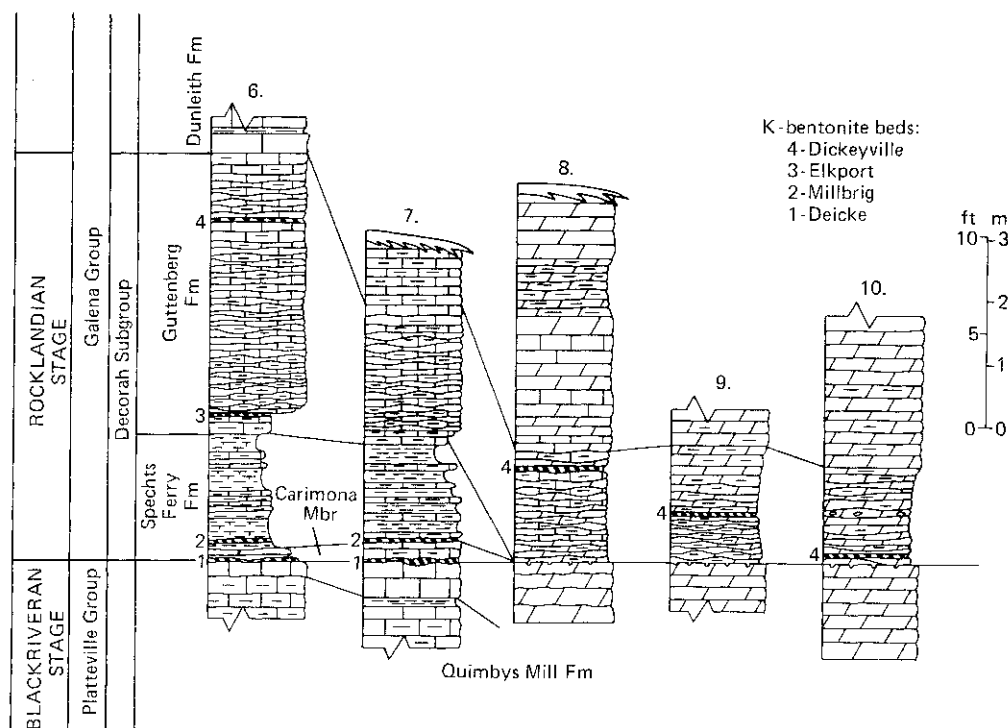 ROCKLANDIAN
STAGE
BLACKRIVERAN
STAGE
Galena Group
Platteville Group
Decorah Subgroup
Dunleith Fm
Guttenberg
Fm
Spechts
Ferry
Fm
6.
4
3
2
1
Carimona
Mbr
7.
2
1
8.
4
9.
4
10.
4
K-bentonite beds:
4-Dickeyville
3-Elkport
2-Millbrig
1-Deicke
ft m
10 3
2
5
1
0 0
Quimbys Mill Fm